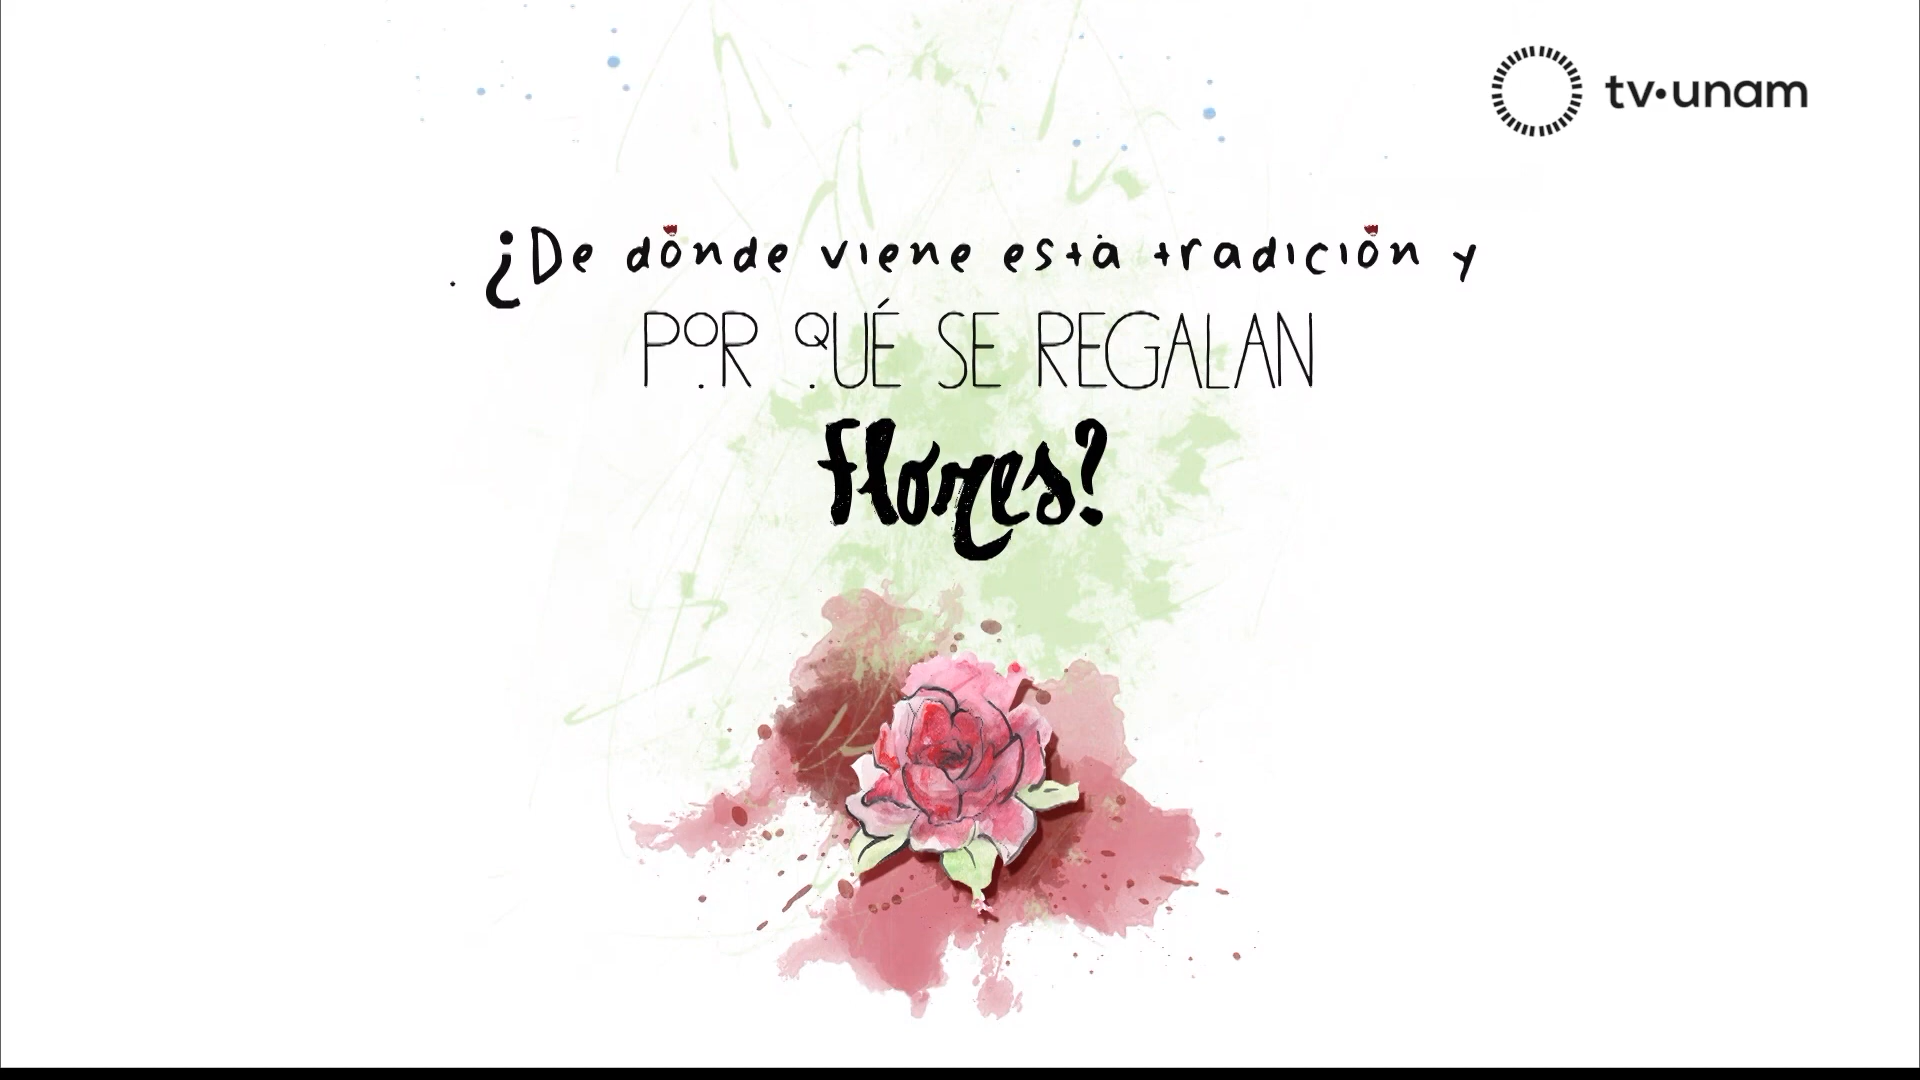 tv•unam
¿De dónde viene esta tradición y
POR QUÉ SE REGALAN
flores?